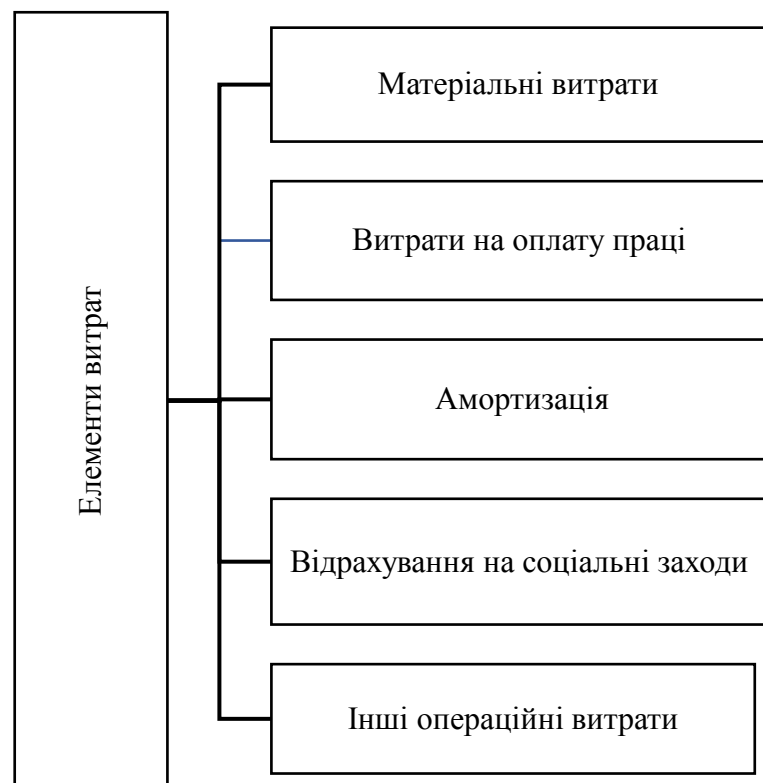 Елементи витрат
Матеріальні витрати
Витрати на оплату праці
Амортизація
Відрахування на соціальні заходи
Інші операційні витрати